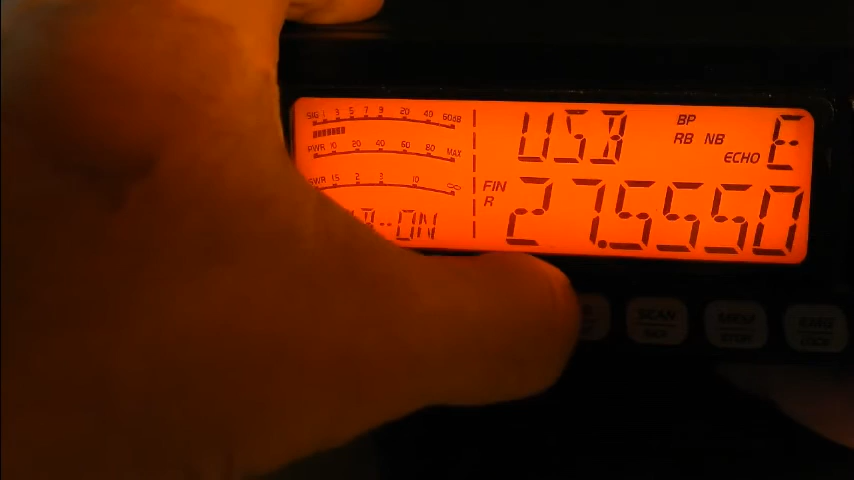 SIG 1 3 5 7 9 20 40 60dB
PWR 10 20 40 60 80 MAX
SWR 1.5 2 3 10 ∞
--ON
USB
BP
RB NB
ECHO
E
FIN
R
27.5550
SCAN